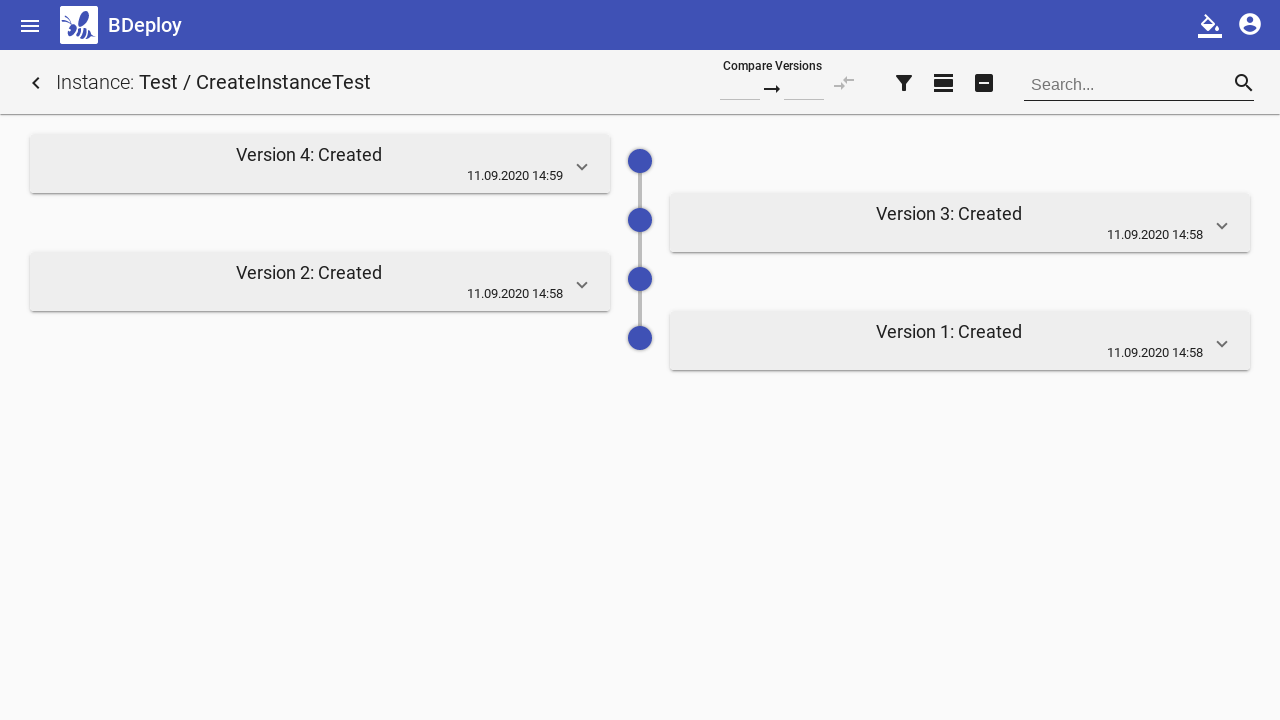 BDeploy
Instance: Test / CreateInstanceTest
Compare Versions
Search...
Version 4: Created
11.09.2020 14:59
Version 3: Created
11.09.2020 14:58
Version 2: Created
11.09.2020 14:58
Version 1: Created
11.09.2020 14:58